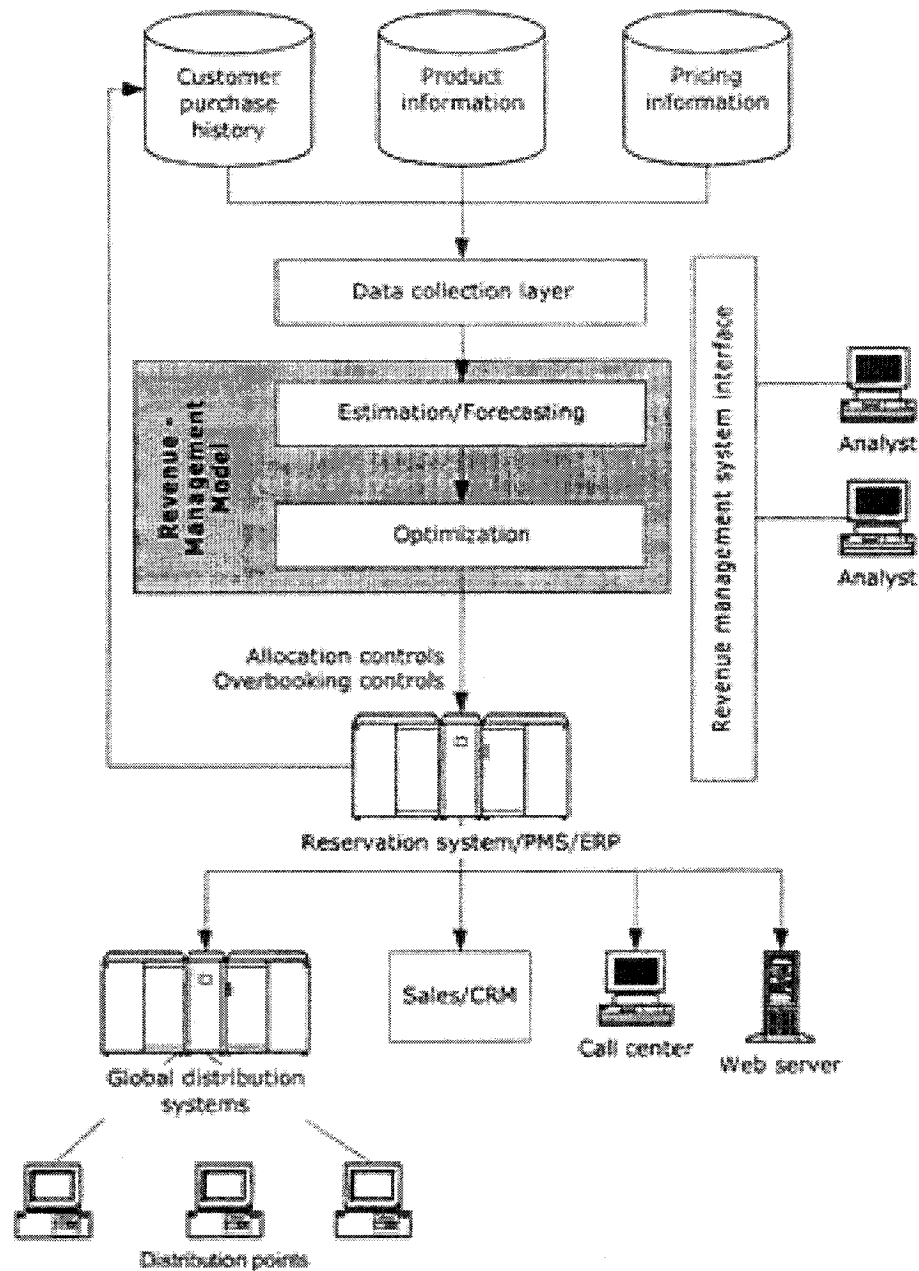 Customer
purchase
history
Product
information
Pricing
information
Data collection layer
Revenue -
Management
Model
Estimation/Forecasting
Optimization
Revenue management system interface
Analyst
Analyst
Allocation controls
Overbooking controls
Reservation system/PMS/ERP
Global distribution
systems
Sales/CRM
Call center
Web server
Distribution points